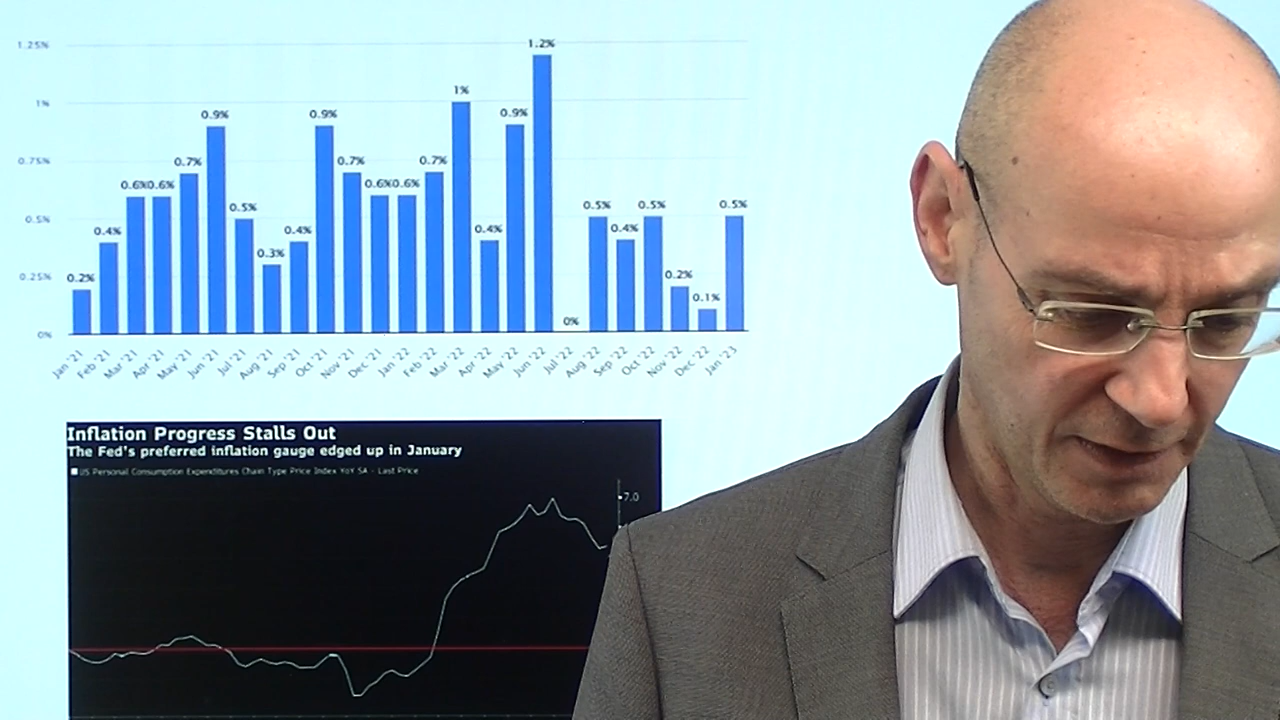 1.25%
1%
0.75%
0.5%
0.25%
0%
0.2%
0.4%
0.6%
0.6%
0.7%
0.9%
0.5%
0.3%
0.4%
0.9%
0.7%
0.6%
0.6%
0.7%
1%
0.4%
0.9%
1.2%
0%
0.5%
0.4%
0.5%
0.2%
0.1%
0.5%
Jan '21
Feb '21
Mar '21
Apr '21
May '21
Jun '21
Jul '21
Aug '21
Sep '21
Oct '21
Nov '21
Dec '21
Jan '22
Feb '22
Mar '22
Apr '22
May '22
Jun '22
Jul '22
Aug '22
Sep '22
Oct '22
Nov '22
Dec '22
Jan '23
Inflation Progress Stalls Out
The Fed's preferred inflation gauge edged up in January
US Personal Consumption Expenditures Chain Type Price Index YoY SA - Last Price
7.0